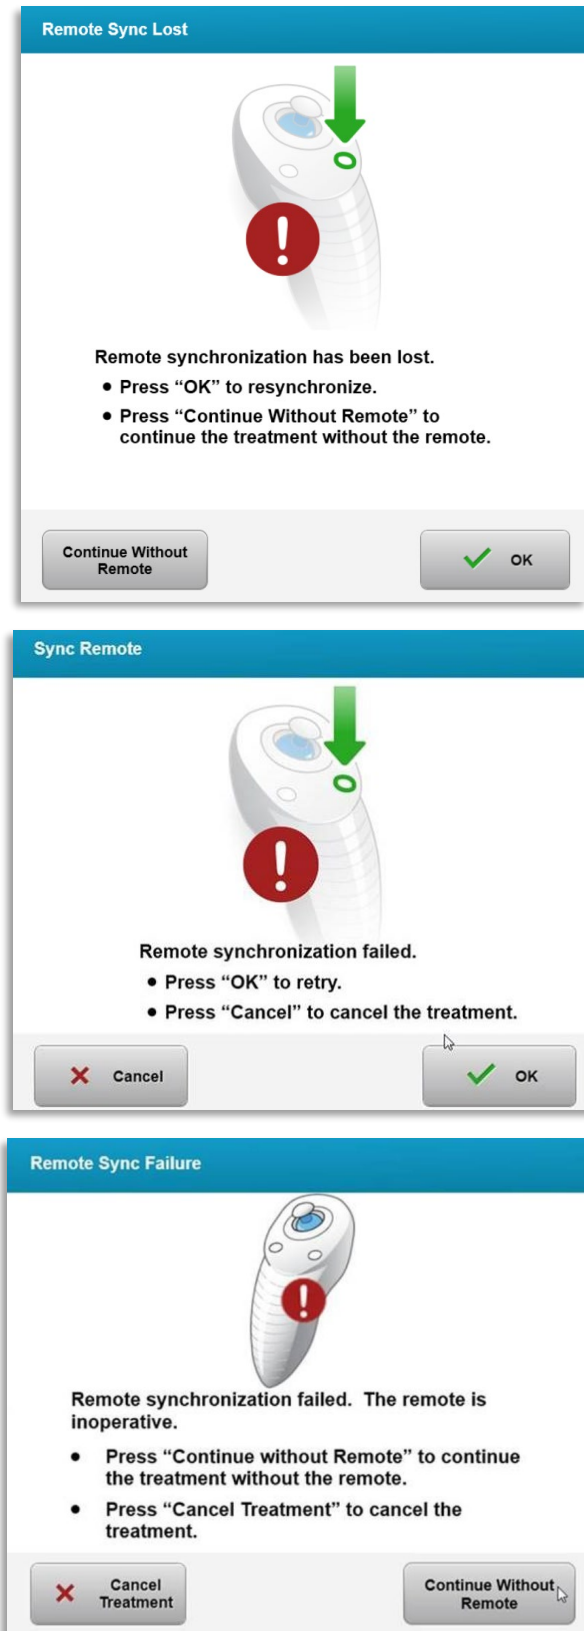 Remote Sync Lost
Remote synchronization has been lost.
● Press “OK” to resynchronize.
● Press “Continue Without Remote” to
continue the treatment without the remote.
Continue Without
Remote
OK
Sync Remote
Remote synchronization failed.
● Press “OK” to retry.
● Press “Cancel” to cancel the treatment.
Cancel
OK
Remote Sync Failure
Remote synchronization failed.  The remote is
inoperative.
● Press “Continue without Remote” to continue
the treatment without the remote.
● Press “Cancel Treatment” to cancel the
treatment.
Cancel
Treatment
Continue Without
Remote